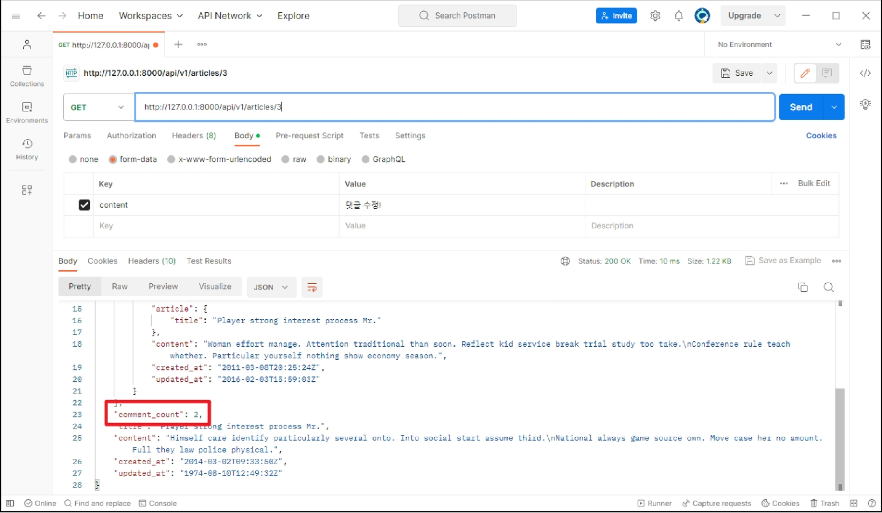 Home Workspaces API Network Explore Search Postman Invite Upgrade
GET http://127.0.0.1:8000/ap No Environment
HTTP http://127.0.0.1:8000/api/v1/articles/3 Save
GET http://127.0.0.1:8000/api/v1/articles/3 Send
Collections
Environments
History
Params Authorization Headers (8) Body Pre-request Script Tests Settings Cookies
none form-data x-www-form-urlencoded raw binary GraphQL
Key Value Description Bulk Edit
content 댓글 수정!
Key Value Description
Body Cookies Headers (10) Test Results Status: 200 OK Time: 10 ms Size: 1.22 KB Save as Example
Pretty Raw Preview Visualize JSON
15 "article": {
16 "title": "Player strong interest process Mr."
17 },
18 "content": "Woman effort manage. Attention traditional than soon. Reflect kid service break trial study too take.\nConference rule teach
whether. Particular yourself nothing show economy season.",
19 "created_at": "2011-03-08T20:25:24Z",
20 "updated_at": "2016-02-03T15:59:03Z"
21 }
22 ],
23 "comment_count": 2,
24 "title": "Player strong interest process Mr.",
25 "content": "Himself care identify particularly several onto. Into social start assume third.\nNational always game source own. Move case her no amount.
Full they law police physical.",
26 "created_at": "2014-03-02T09:33:50Z",
27 "updated_at": "1974-08-10T12:49:32Z"
28 }
Online Find and replace Console Runner Capture requests Cookies Trash